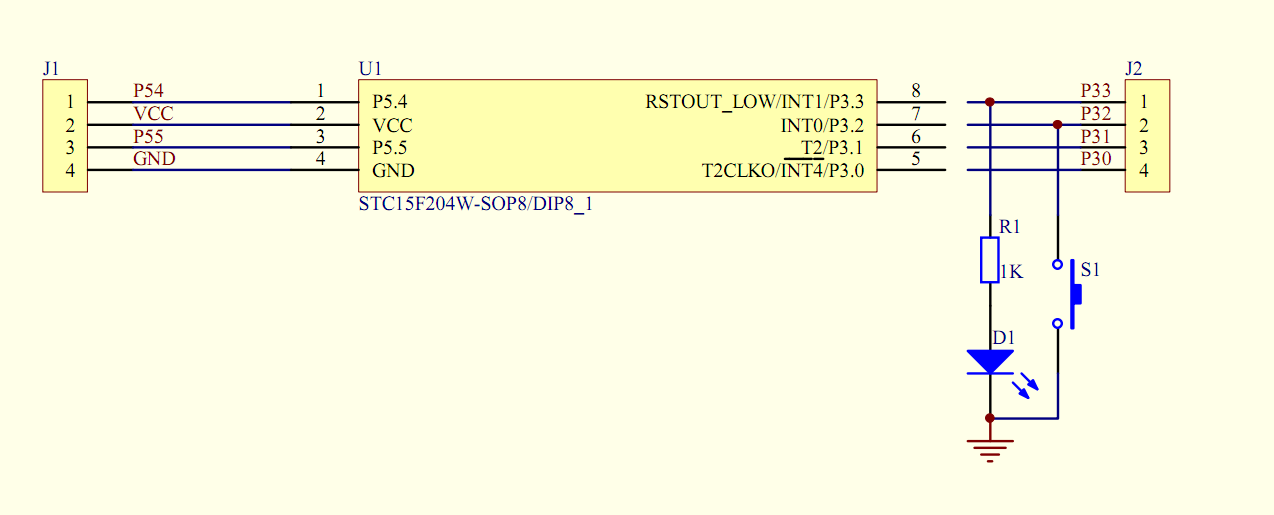 J1 U1 J2
P54 1 8 P33
1 P5.4 RSTOUT_LOW/INT1/P3.3 1
VCC 2 7 P32
2 VCC INT0/P3.2 2
P55 3 6 P31
3 P5.5 T2/P3.1 3
GND 4 5 P30
4 GND T2CLKO/INT4/P3.0 4
STC15F204W-SOP8/DIP8_1
R1
1K S1
D1